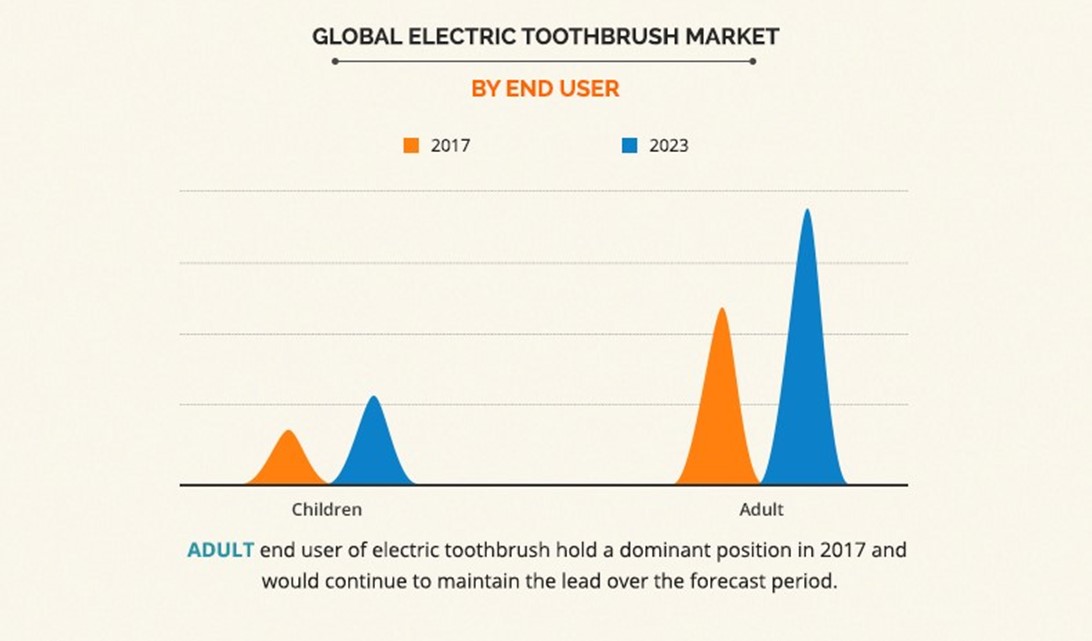 GLOBAL ELECTRIC TOOTHBRUSH MARKET
BY END USER
2017 2023
Children Adult
ADULT end user of electric toothbrush hold a dominant position in 2017 and
would continue to maintain the lead over the forecast period.